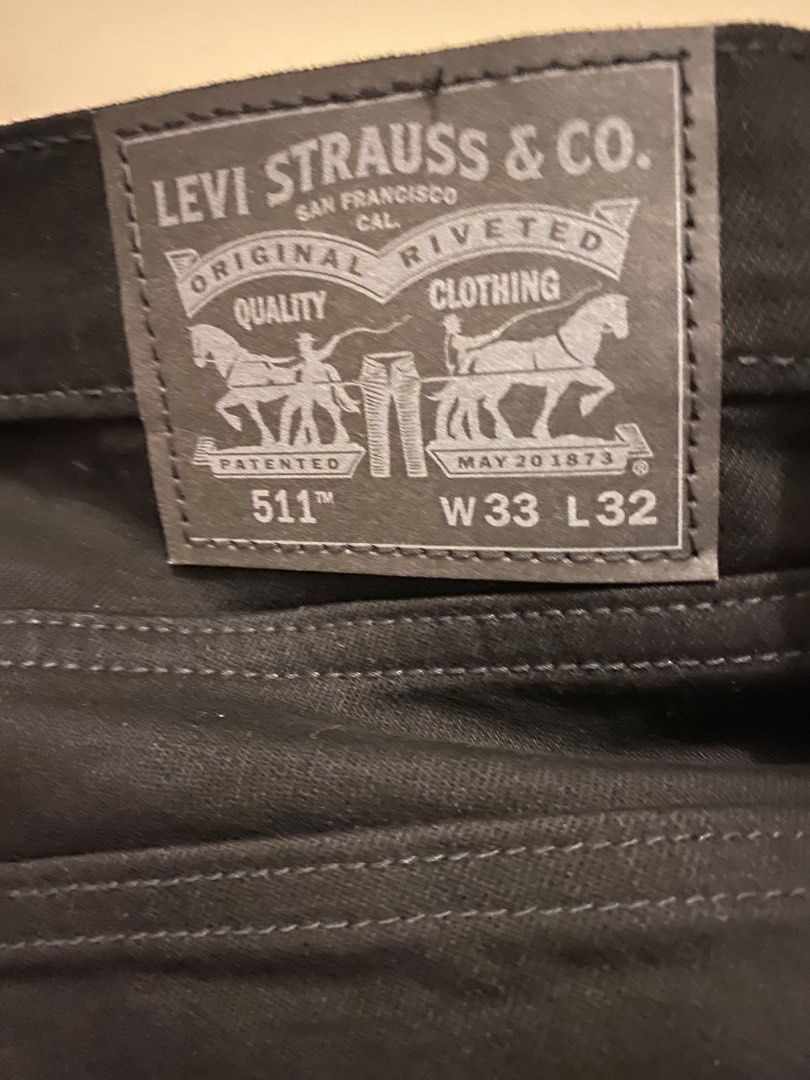 LEVI STRAUSS & CO.
SAN FRANCISCO
CAL.
ORIGINAL RIVETED
QUALITY CLOTHING
PATENTED MAY 20 1873 ®
511™ W33 L32